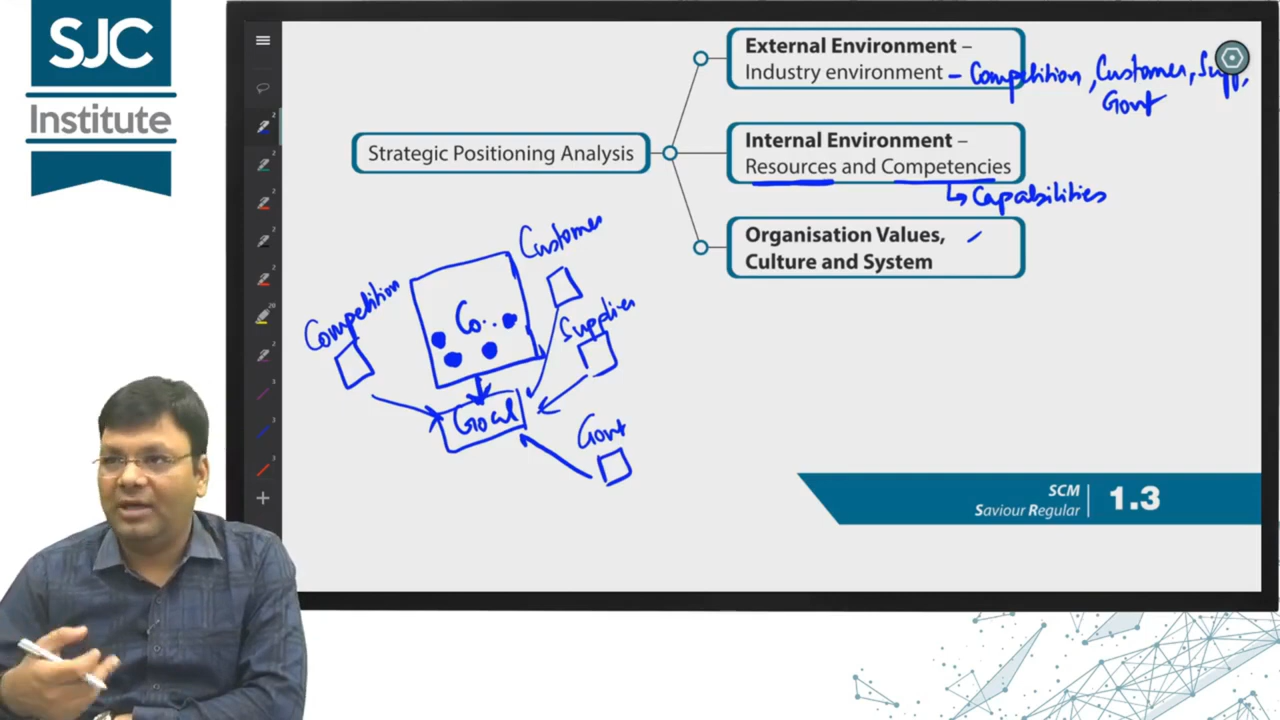 SJC
Institute
External Environment –
Industry environment – Competition, Customer, Supp,
Govt
Strategic Positioning Analysis
Internal Environment –
Resources and Competencies
↳ Capabilities
Organisation Values,
Culture and System
Customer
Competition
Co..
Supplier
Goal
Govt
SCM
Saviour Regular
1.3